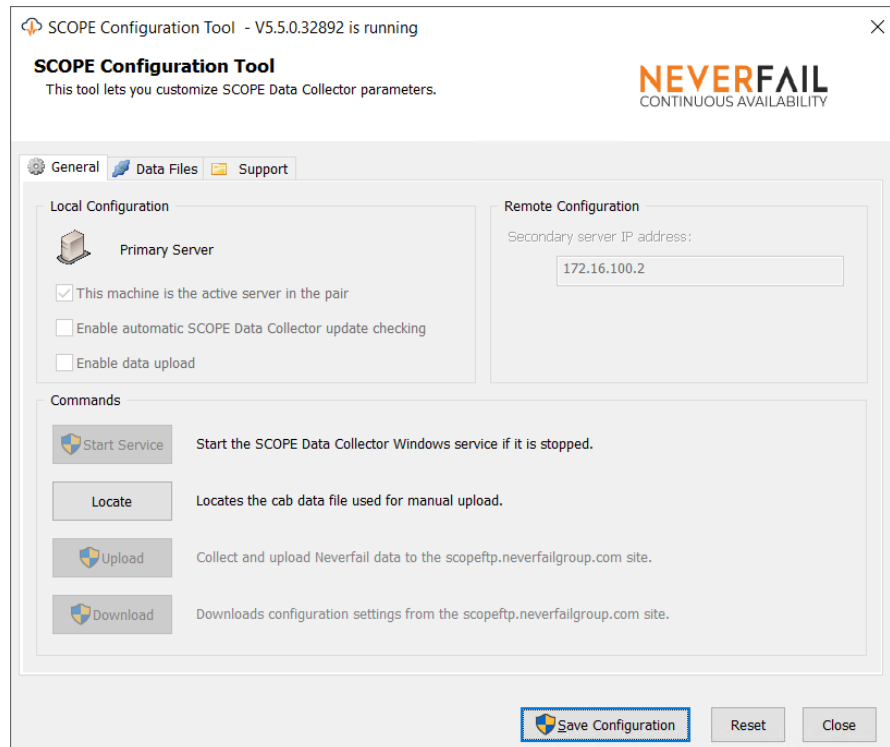 SCOPE Configuration Tool - V5.5.0.32892 is running
SCOPE Configuration Tool
This tool lets you customize SCOPE Data Collector parameters.
NEVERFAIL
CONTINUOUS AVAILABILITY
General
Data Files
Support
Local Configuration
Primary Server
This machine is the active server in the pair
Enable automatic SCOPE Data Collector update checking
Enable data upload
Remote Configuration
Secondary server IP address:
172.16.100.2
Commands
Start Service
Start the SCOPE Data Collector Windows service if it is stopped.
Locate
Locates the cab data file used for manual upload.
Upload
Collect and upload Neverfail data to the scopeftp.neverfailgroup.com site.
Download
Downloads configuration settings from the scopeftp.neverfailgroup.com site.
Save Configuration
Reset
Close